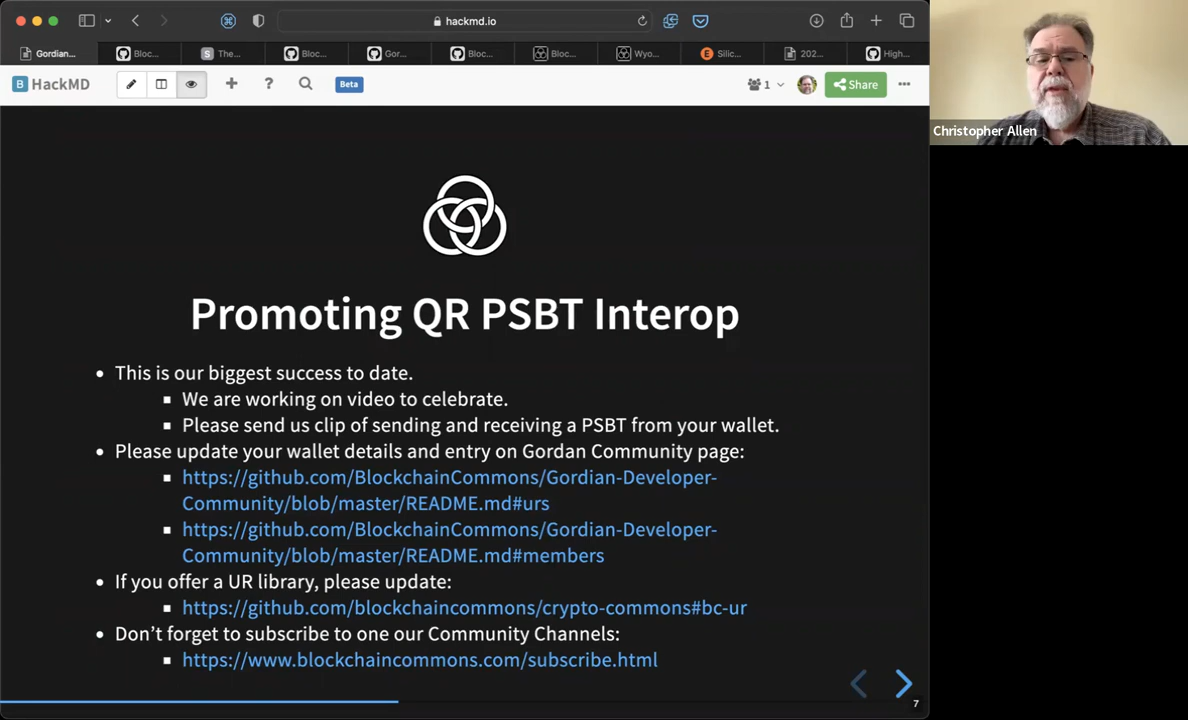 hackmd.io
Gordian...
Bloc...
The...
Bloc...
Gor...
Bloc...
Bloc...
Wyo...
Silic...
202...
High...
HackMD
Beta
1
Share
Christopher Allen
Promoting QR PSBT Interop
This is our biggest success to date.
We are working on video to celebrate.
Please send us clip of sending and receiving a PSBT from your wallet.
Please update your wallet details and entry on Gordan Community page:
https://github.com/BlockchainCommons/Gordian-Developer-
Community/blob/master/README.md#urs
https://github.com/BlockchainCommons/Gordian-Developer-
Community/blob/master/README.md#members
If you offer a UR library, please update:
https://github.com/blockchaincommons/crypto-commons#bc-ur
Don't forget to subscribe to one our Community Channels:
https://www.blockchaincommons.com/subscribe.html
7